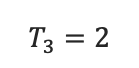 T₃ = 2